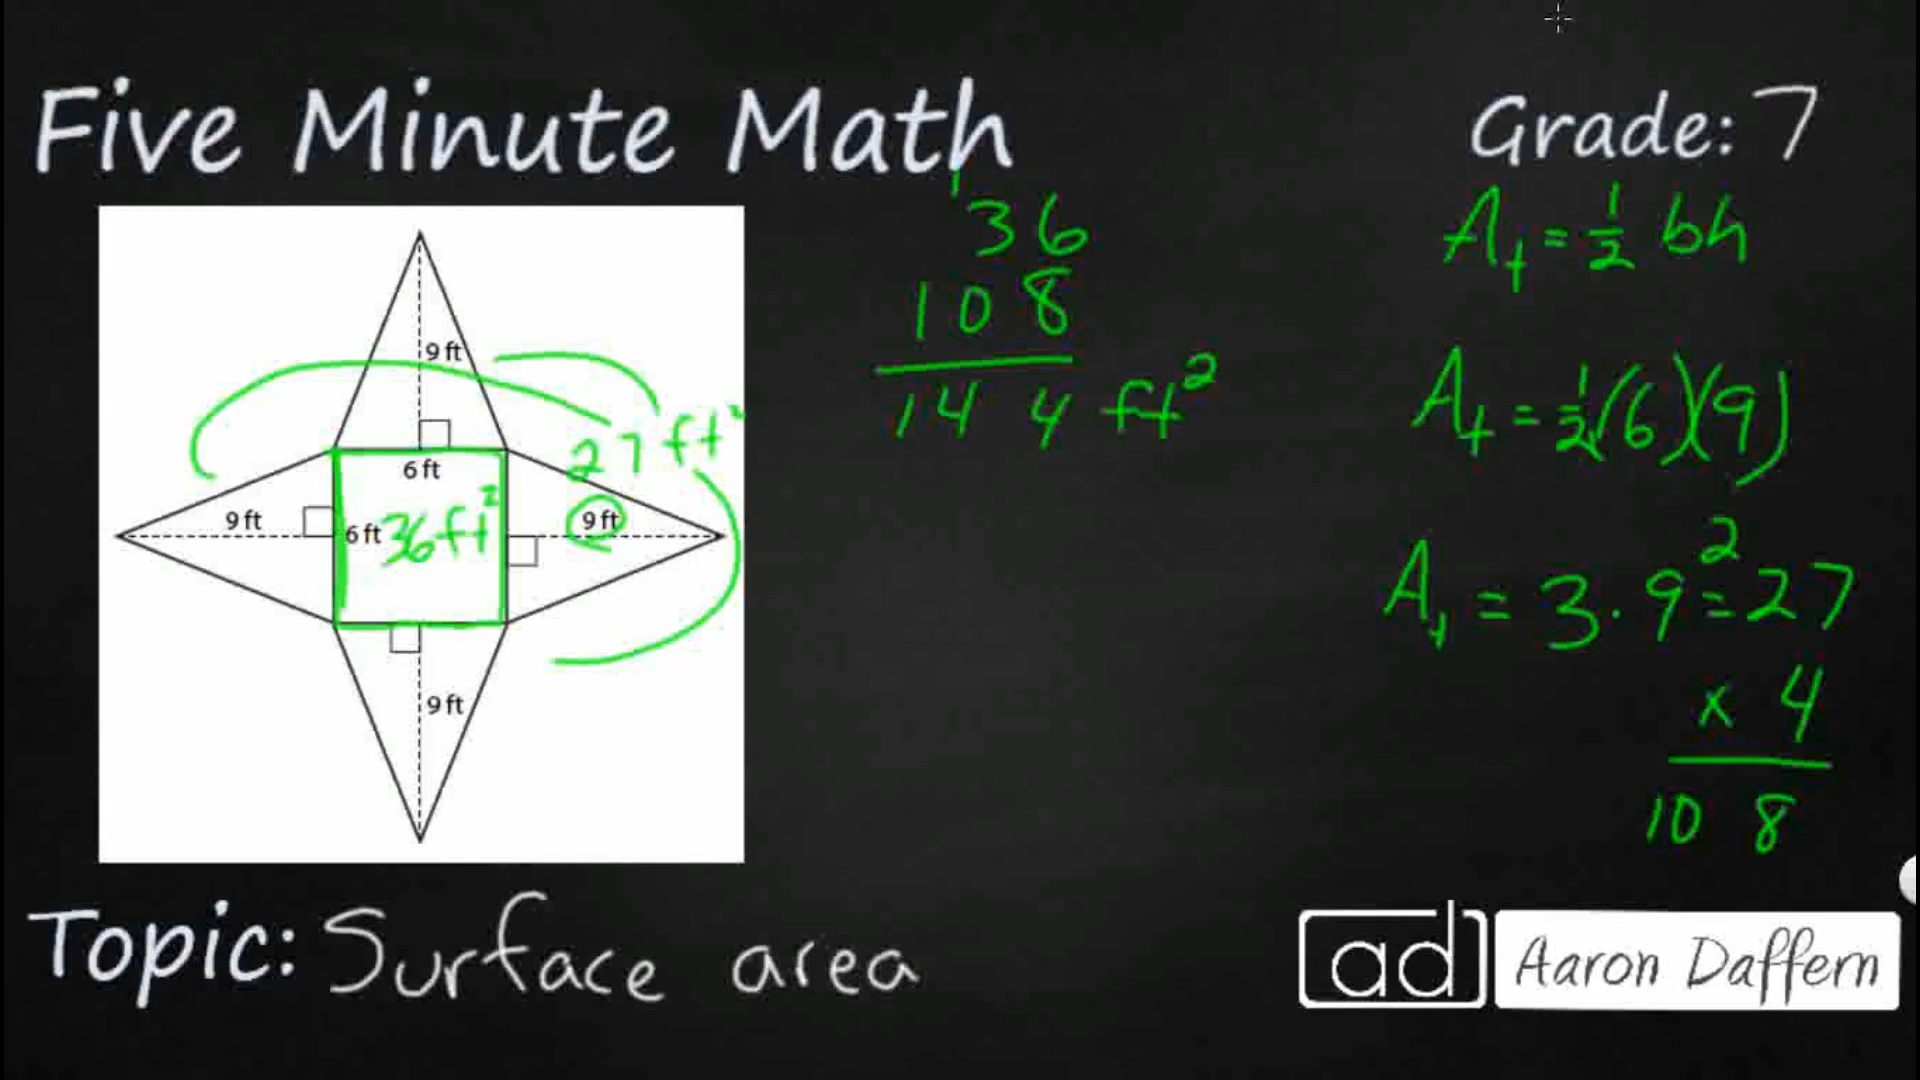 Five Minute Math
Grade: 7
9 ft
6 ft
9 ft
6 ft
36 ft²
27 ft²
9 ft
9 ft
1
36
108
144 ft²
A_t = 1/2 bh
A_t = 1/2 (6)(9)
A_t = 3 · 9 = 27²
x 4
108
Topic: Surface area
ad Aaron Daffern